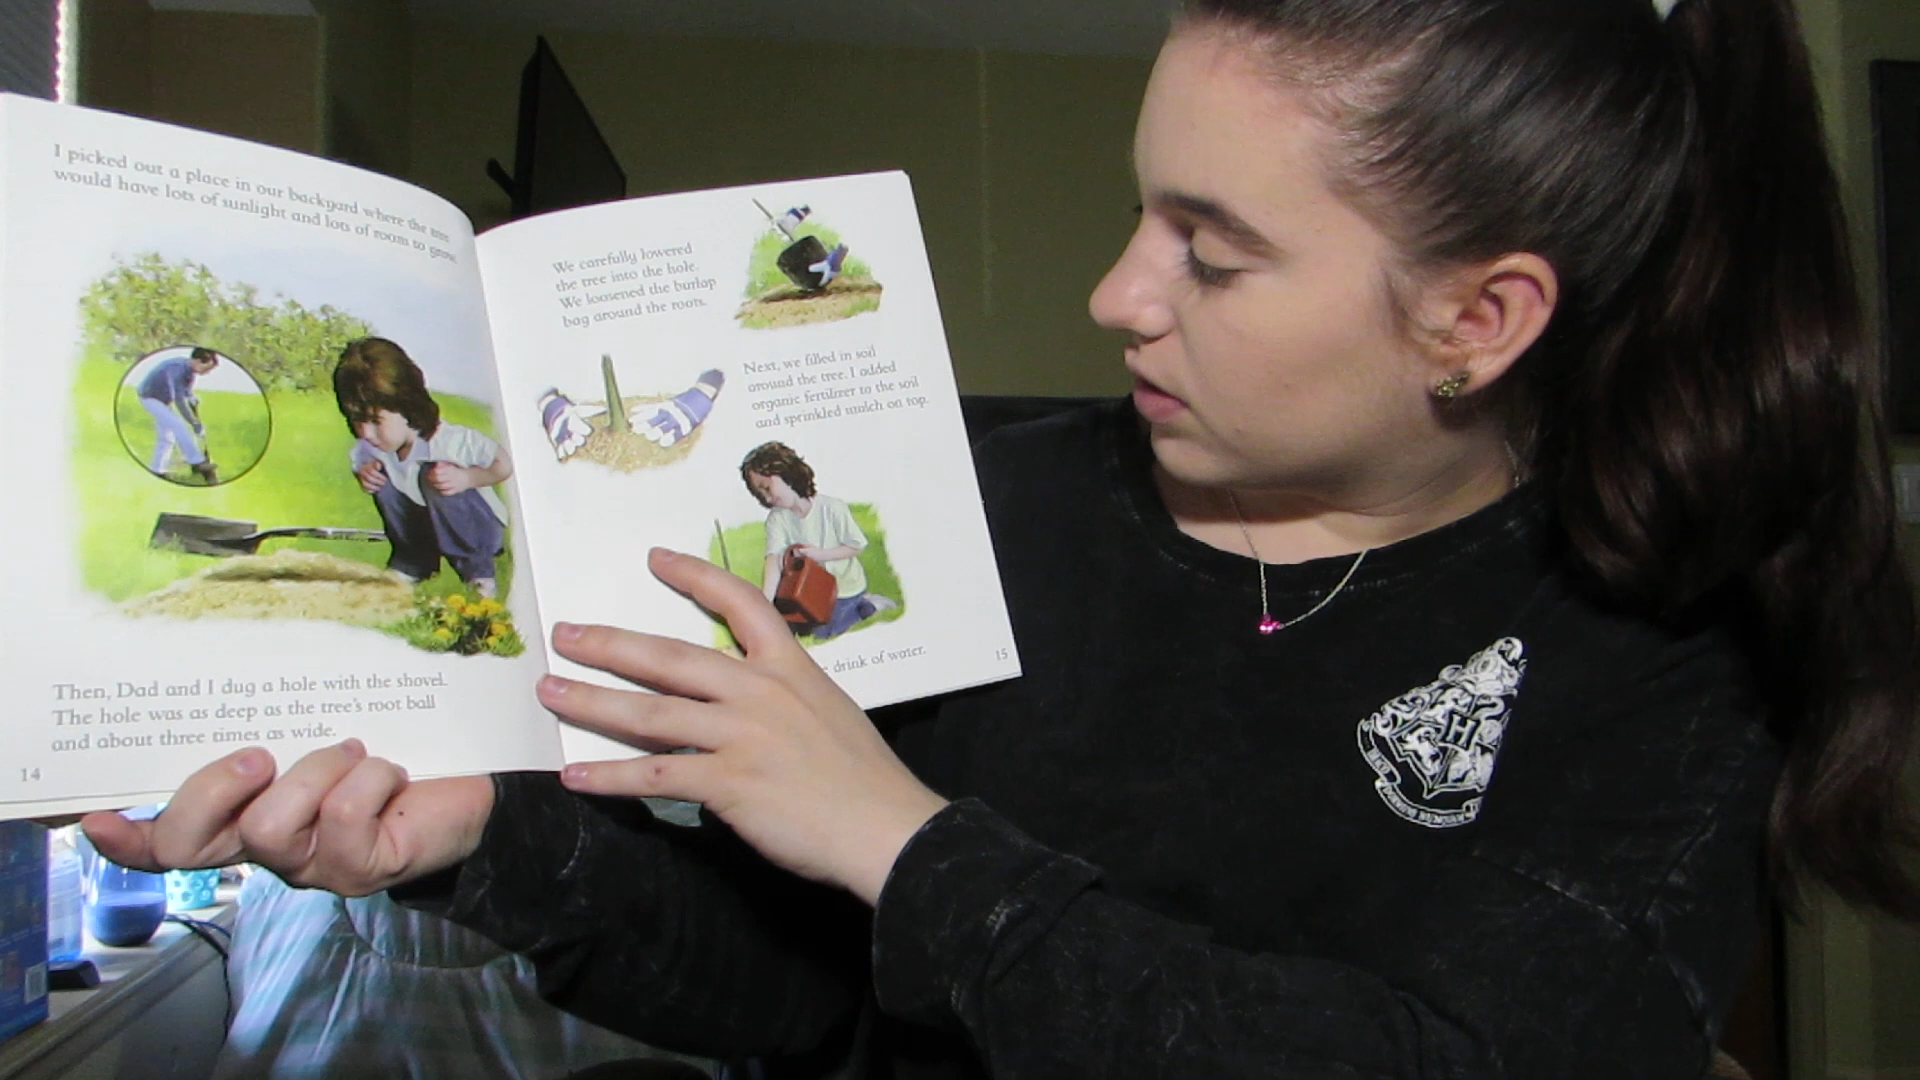 I picked out a place in our backyard where the tree
would have lots of sunlight and lots of room to grow.
Then, Dad and I dug a hole with the shovel.
The hole was as deep as the tree's root ball
and about three times as wide.
14
We carefully lowered
the tree into the hole.
We loosened the burlap
bag around the roots.
Next, we filled in soil
around the tree. I added
organic fertilizer to the soil
and sprinkled mulch on top.
drink of water.
15
H